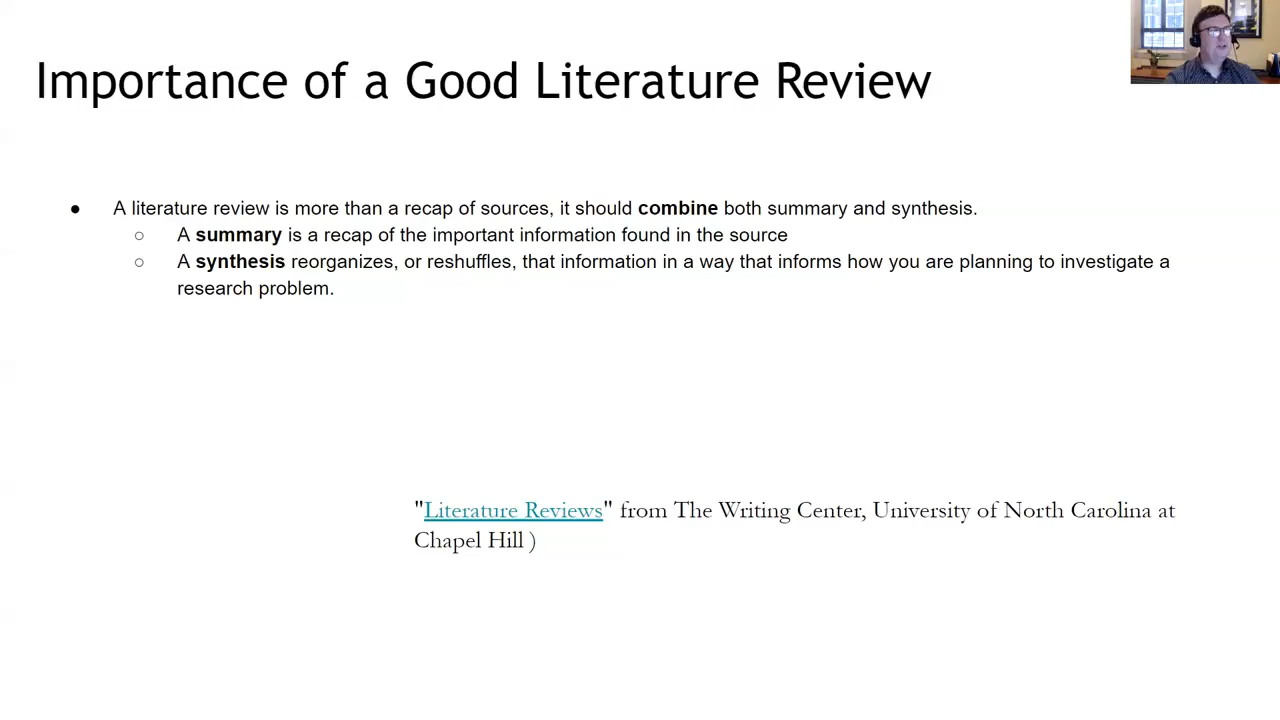 Importance of a Good Literature Review
● A literature review is more than a recap of sources, it should combine both summary and synthesis.
○ A summary is a recap of the important information found in the source
○ A synthesis reorganizes, or reshuffles, that information in a way that informs how you are planning to investigate a
research problem.
"Literature Reviews" from The Writing Center, University of North Carolina at
Chapel Hill )